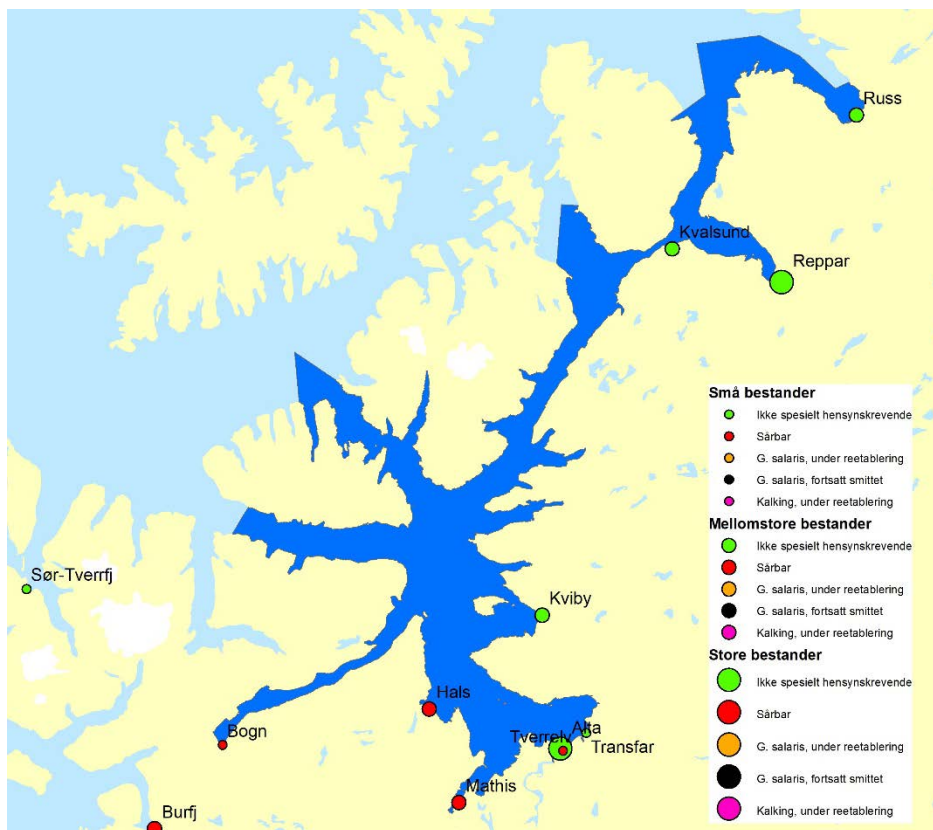 Russ
Kvalsund
Reppar
Sør-Tverrfj
Kviby
Hals
Bogn
Alta
Tverrelv
Transfar
Mathis
Burfj
Små bestander
Ikke spesielt hensynskrevende
Sårbar
G. salaris, under reetablering
G. salaris, fortsatt smittet
Kalking, under reetablering
Mellomstore bestander
Ikke spesielt hensynskrevende
Sårbar
G. salaris, under reetablering
G. salaris, fortsatt smittet
Kalking, under reetablering
Store bestander
Ikke spesielt hensynskrevende
Sårbar
G. salaris, under reetablering
G. salaris, fortsatt smittet
Kalking, under reetablering